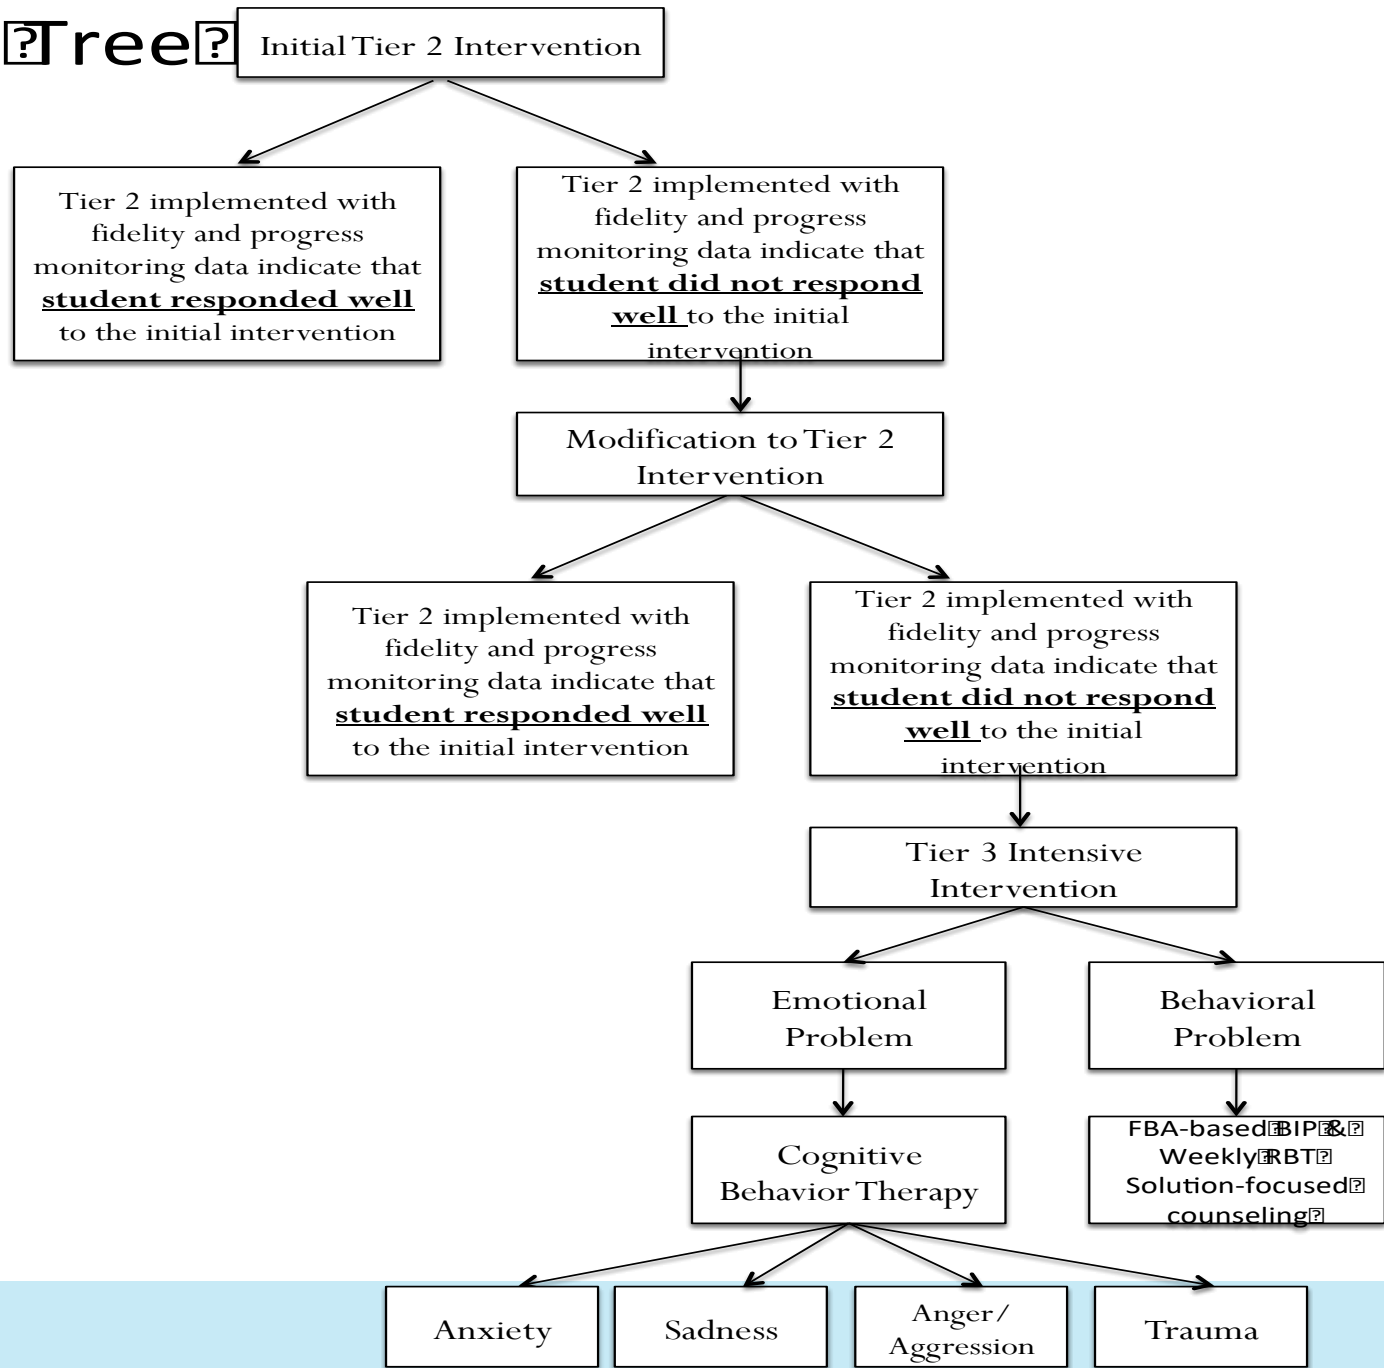 Tree
Initial Tier 2 Intervention
Tier 2 implemented with
fidelity and progress
monitoring data indicate that
student responded well
to the initial intervention
Tier 2 implemented with
fidelity and progress
monitoring data indicate that
student did not respond
well to the initial
intervention
Modification to Tier 2
Intervention
Tier 2 implemented with
fidelity and progress
monitoring data indicate that
student responded well
to the initial intervention
Tier 2 implemented with
fidelity and progress
monitoring data indicate that
student did not respond
well to the initial
intervention
Tier 3 Intensive
Intervention
Emotional
Problem
Behavioral
Problem
Cognitive
Behavior Therapy
FBA-based BIP &
Weekly RBT
Solution-focused
counseling
Anxiety
Sadness
Anger/
Aggression
Trauma